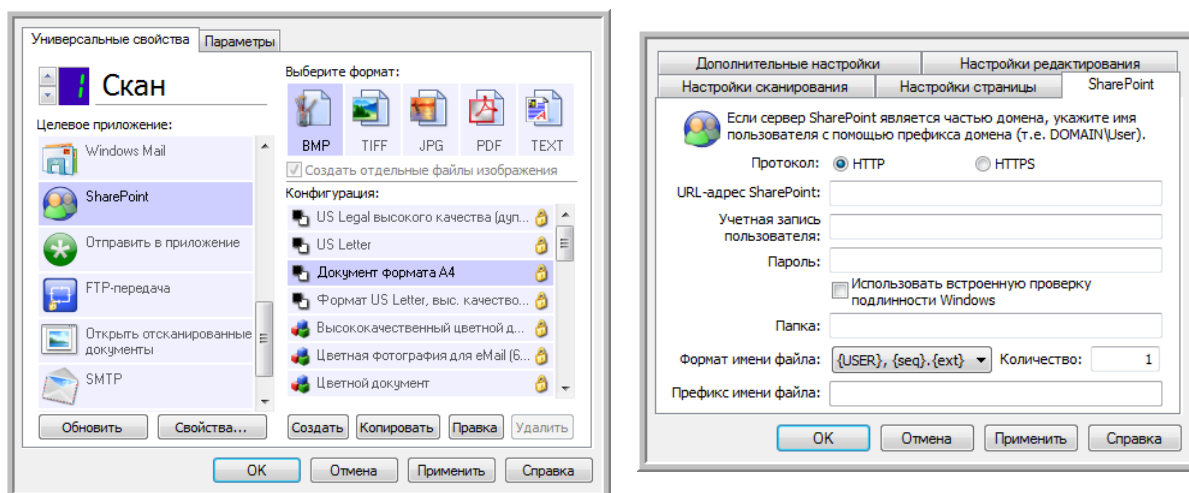 Универсальные свойства
Параметры
1
Скан
Целевое приложение:
Windows Mail
SharePoint
Отправить в приложение
FTP-передача
Открыть отсканированные
документы
SMTP
Обновить
Свойства...
Выберите формат:
BMP
TIFF
JPG
PDF
TEXT
Создать отдельные файлы изображения
Конфигурация:
US Legal высокого качества (дуп...
US Letter
Документ формата A4
Формат US Letter, выс. качество...
Высококачественный цветной д...
Цветная фотография для eMail (6...
Цветной документ
Создать
Копировать
Правка
Удалить
OK
Отмена
Применить
Справка
Дополнительные настройки
Настройки редактирования
Настройки сканирования
Настройки страницы
SharePoint
Если сервер SharePoint является частью домена, укажите имя
пользователя с помощью префикса домена (т.е. DOMAIN\User).
Протокол:
HTTP
HTTPS
URL-адрес SharePoint:
Учетная запись
пользователя:
Пароль:
Использовать встроенную проверку
подлинности Windows
Папка:
Формат имени файла:
{USER}, {seq}.{ext}
Количество:
1
Префикс имени файла:
OK
Отмена
Применить
Справка